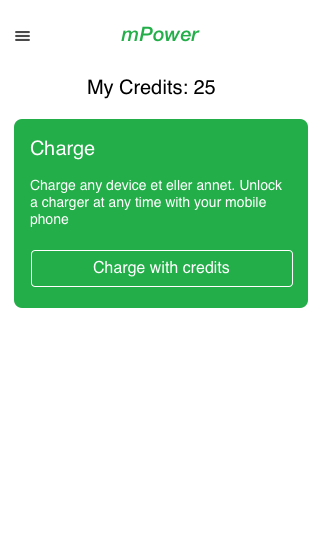 mPower
My Credits: 25
Charge
Charge any device et eller annet. Unlock
a charger at any time with your mobile
phone
Charge with credits